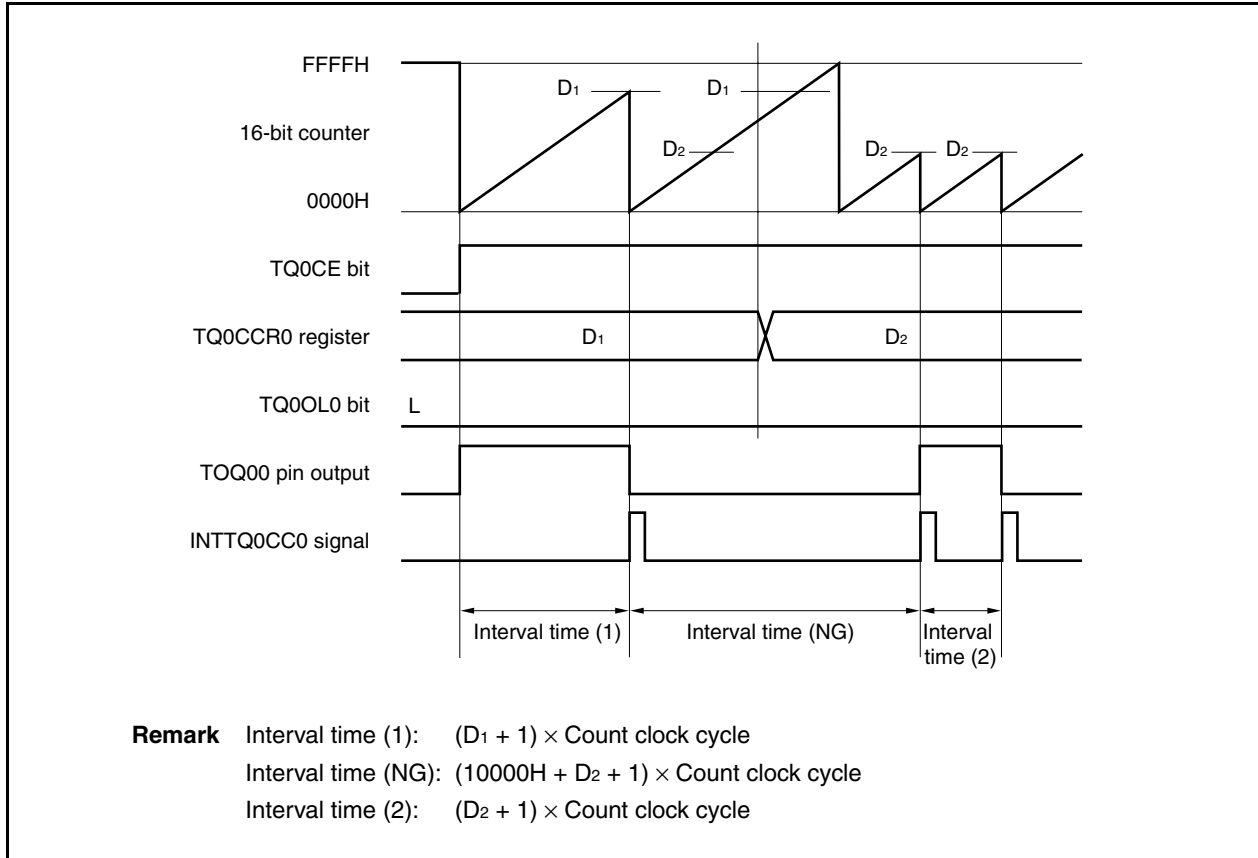 FFFFH
D1 D1
16-bit counter
D2 D2 D2
0000H
TQ0CE bit
TQ0CCR0 register D1 D2
TQ0OL0 bit L
TOQ00 pin output
INTTQ0CC0 signal
Interval time (1) Interval time (NG) Interval
time (2)
Remark Interval time (1): (D1 + 1) × Count clock cycle
Interval time (NG): (10000H + D2 + 1) × Count clock cycle
Interval time (2): (D2 + 1) × Count clock cycle